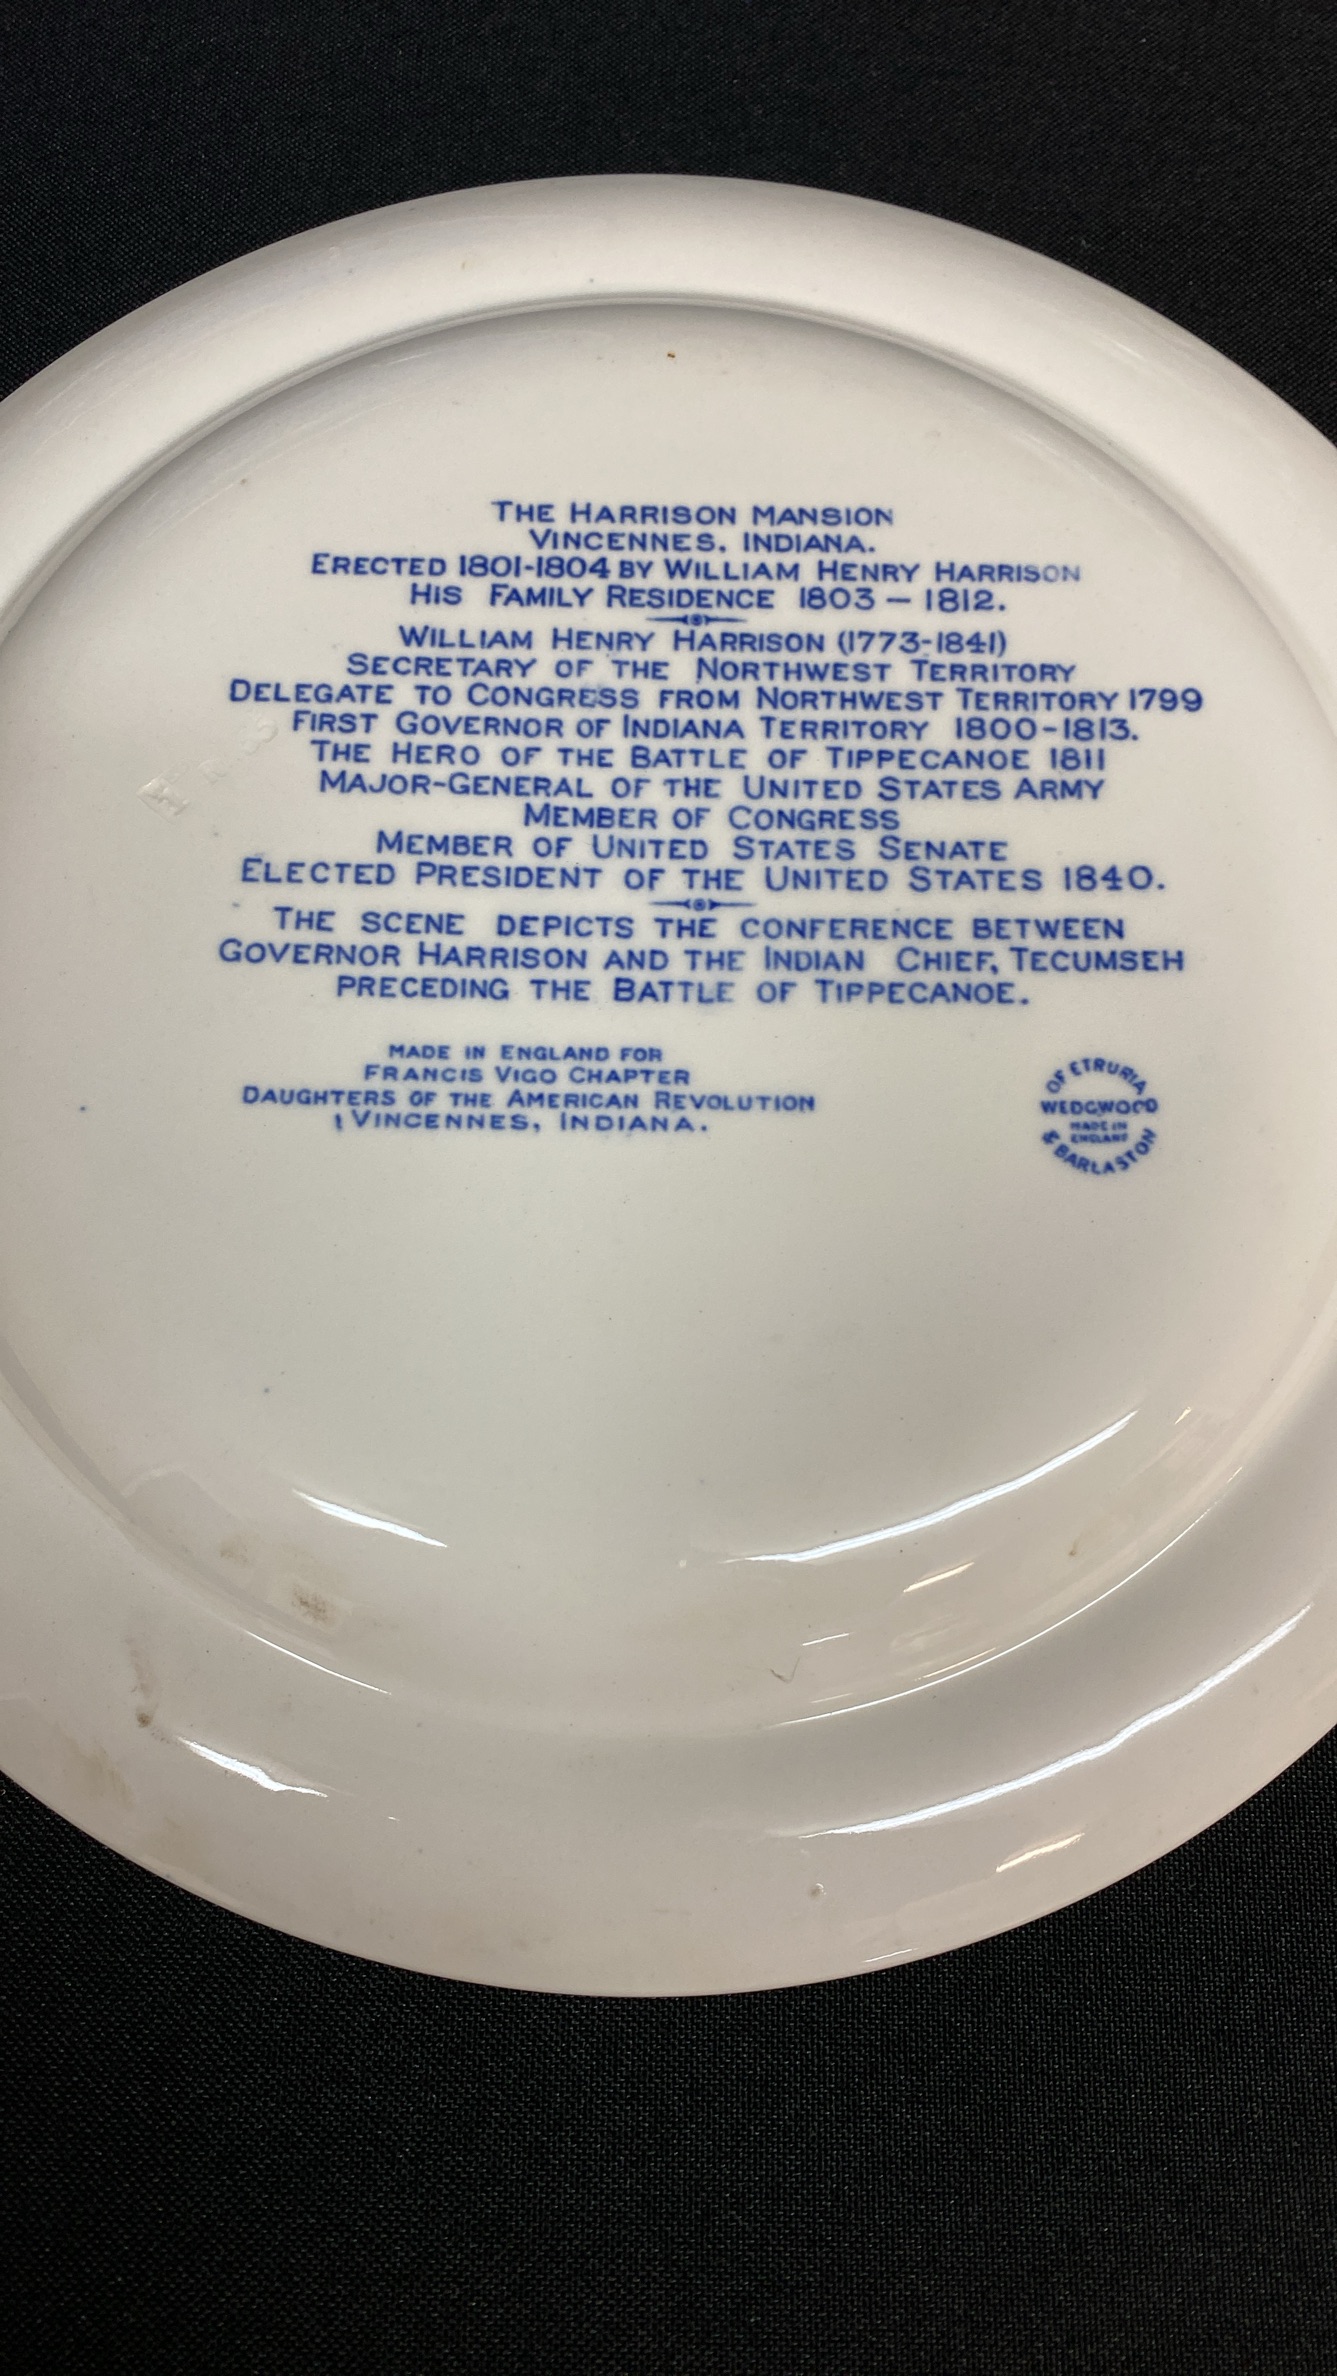 THE HARRISON MANSION
VINCENNES, INDIANA.
ERECTED 1801-1804 BY WILLIAM HENRY HARRISON
HIS FAMILY RESIDENCE 1803 — 1812.
WILLIAM HENRY HARRISON (1773-1841)
SECRETARY OF THE NORTHWEST TERRITORY
DELEGATE TO CONGRESS FROM NORTHWEST TERRITORY 1799
FIRST GOVERNOR OF INDIANA TERRITORY 1800-1813.
THE HERO OF THE BATTLE OF TIPPECANOE 1811
MAJOR-GENERAL OF THE UNITED STATES ARMY
MEMBER OF CONGRESS
MEMBER OF UNITED STATES SENATE
ELECTED PRESIDENT OF THE UNITED STATES 1840.
THE SCENE DEPICTS THE CONFERENCE BETWEEN
GOVERNOR HARRISON AND THE INDIAN CHIEF, TECUMSEH
PRECEDING THE BATTLE OF TIPPECANOE.
MADE IN ENGLAND FOR
FRANCIS VIGO CHAPTER
DAUGHTERS OF THE AMERICAN REVOLUTION
VINCENNES, INDIANA.
OF ETRURIA
WEDGWOOD
MADE IN
ENGLAND
& BARLASTON